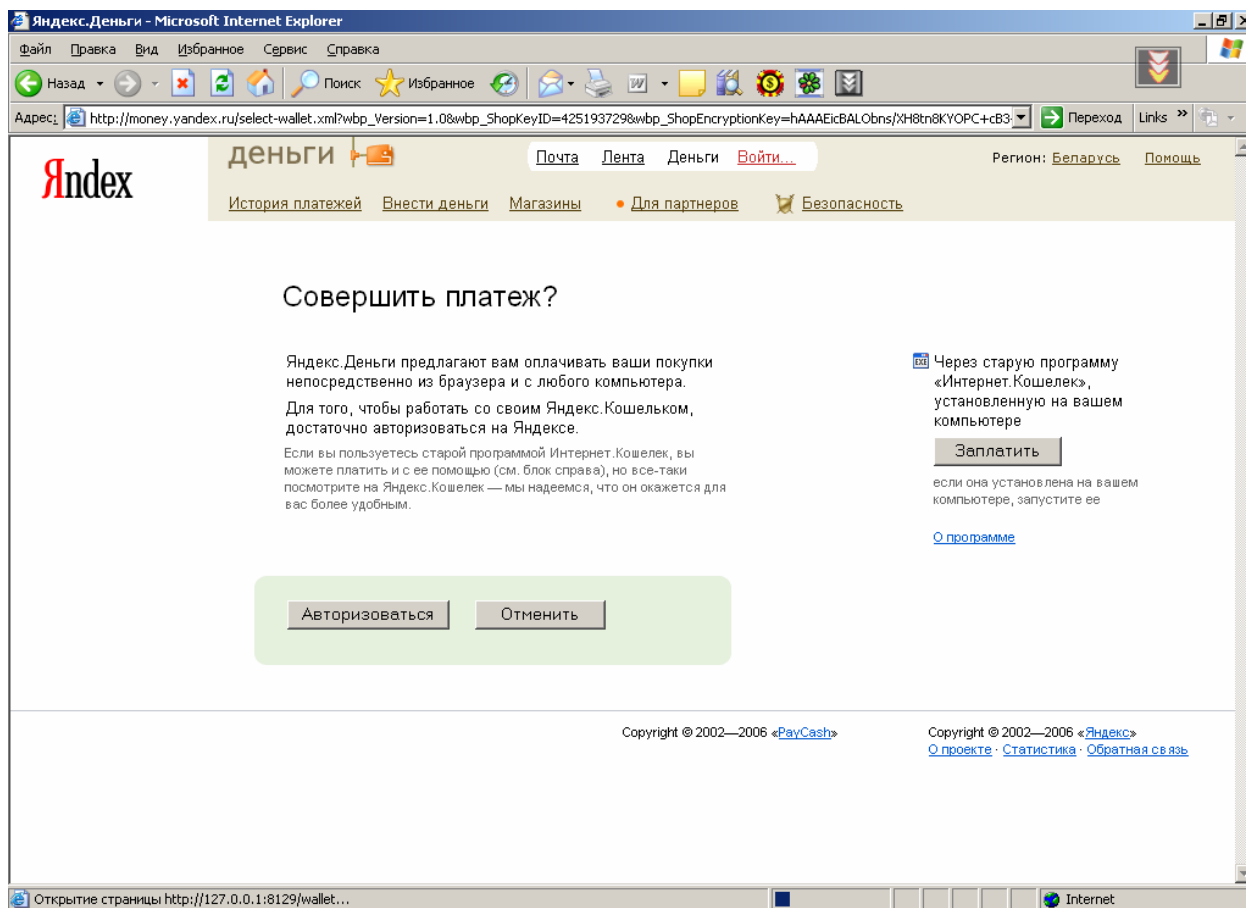 Яндекс.Деньги - Microsoft Internet Explorer
Файл Правка Вид Избранное Сервис Справка
Назад Поиск Избранное
Адрес: http://money.yandex.ru/select-wallet.xml?wbp_Version=1.0&wbp_ShopKeyID=425193729&wbp_ShopEncryptionKey=hAAAEicBALObns/XH8tn8KYOPC+cB3 Переход Links »
Яndex
деньги
Почта Лента Деньги Войти...
Регион: Беларусь Помощь
История платежей Внести деньги Магазины • Для партнеров Безопасность
Совершить платеж?
Яндекс.Деньги предлагают вам оплачивать ваши покупки
непосредственно из браузера и с любого компьютера.
Для того, чтобы работать со своим Яндекс.Кошельком,
достаточно авторизоваться на Яндексе.
Если вы пользуетесь старой программой Интернет.Кошелек, вы
можете платить и с ее помощью (см. блок справа), но все-таки
посмотрите на Яндекс.Кошелек — мы надеемся, что он окажется для
вас более удобным.
Авторизоваться Отменить
EXE
Через старую программу
«Интернет.Кошелек»,
установленную на вашем
компьютере
Заплатить
если она установлена на вашем
компьютере, запустите ее
О программе
Copyright © 2002—2006 «PayCash»
Copyright © 2002—2006 «Яндекс»
О проекте · Статистика · Обратная связь
Открытие страницы http://127.0.0.1:8129/wallet...
Internet